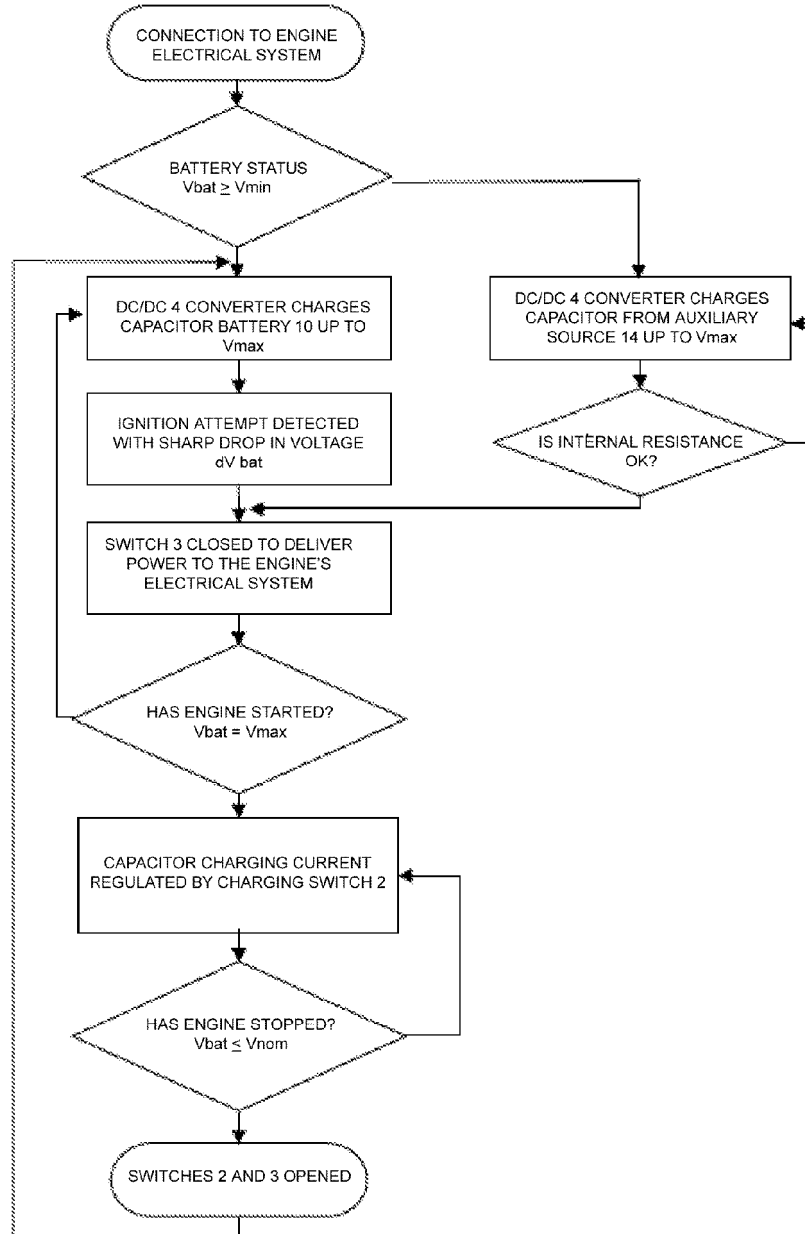 CONNECTION TO ENGINE
ELECTRICAL SYSTEM
BATTERY STATUS
Vbat ≥ Vmin
DC/DC 4 CONVERTER CHARGES
CAPACITOR BATTERY 10 UP TO
Vmax
DC/DC 4 CONVERTER CHARGES
CAPACITOR FROM AUXILIARY
SOURCE 14 UP TO Vmax
IGNITION ATTEMPT DETECTED
WITH SHARP DROP IN VOLTAGE
dV bat
IS INTERNAL RESISTANCE
OK?
SWITCH 3 CLOSED TO DELIVER
POWER TO THE ENGINE'S
ELECTRICAL SYSTEM
HAS ENGINE STARTED?
Vbat = Vmax
CAPACITOR CHARGING CURRENT
REGULATED BY CHARGING SWITCH 2
HAS ENGINE STOPPED?
Vbat ≤ Vnom
SWITCHES 2 AND 3 OPENED